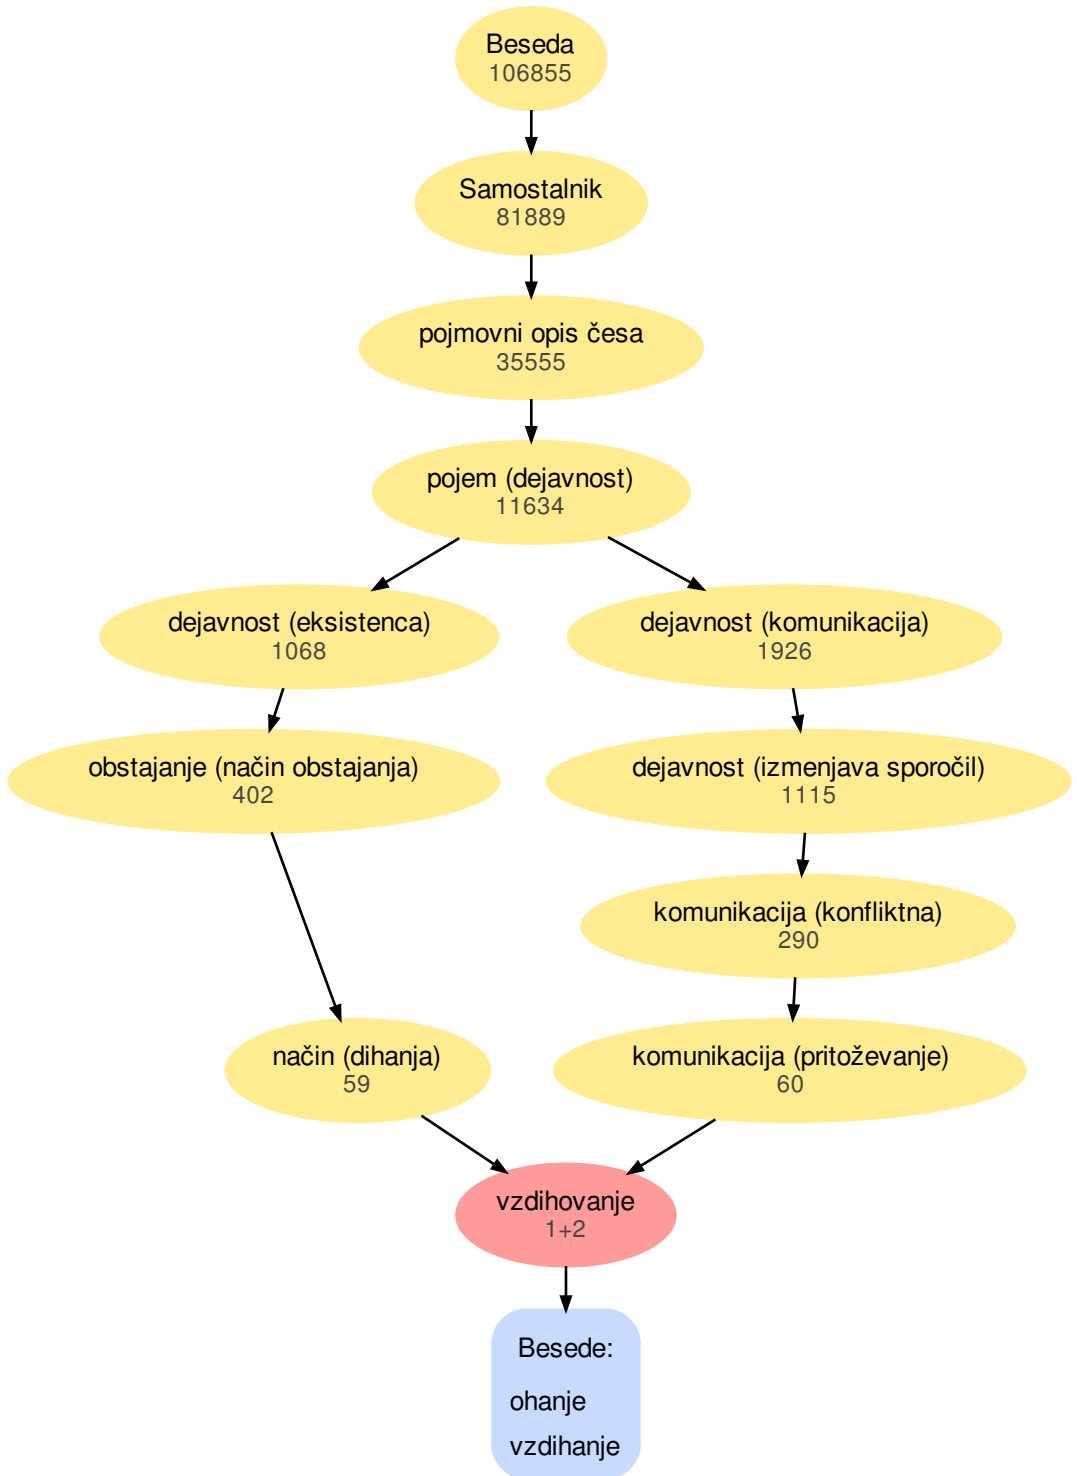 Beseda
106855
Samostalnik
81889
pojmovni opis česa
35555
pojem (dejavnost)
11634
dejavnost (eksistenca)
1068
dejavnost (komunikacija)
1926
obstajanje (način obstajanja)
402
dejavnost (izmenjava sporočil)
1115
komunikacija (konfliktna)
290
način (dihanja)
59
komunikacija (pritoževanje)
60
vzdihovanje
1+2
Besede:
ohanje
vzdihanje